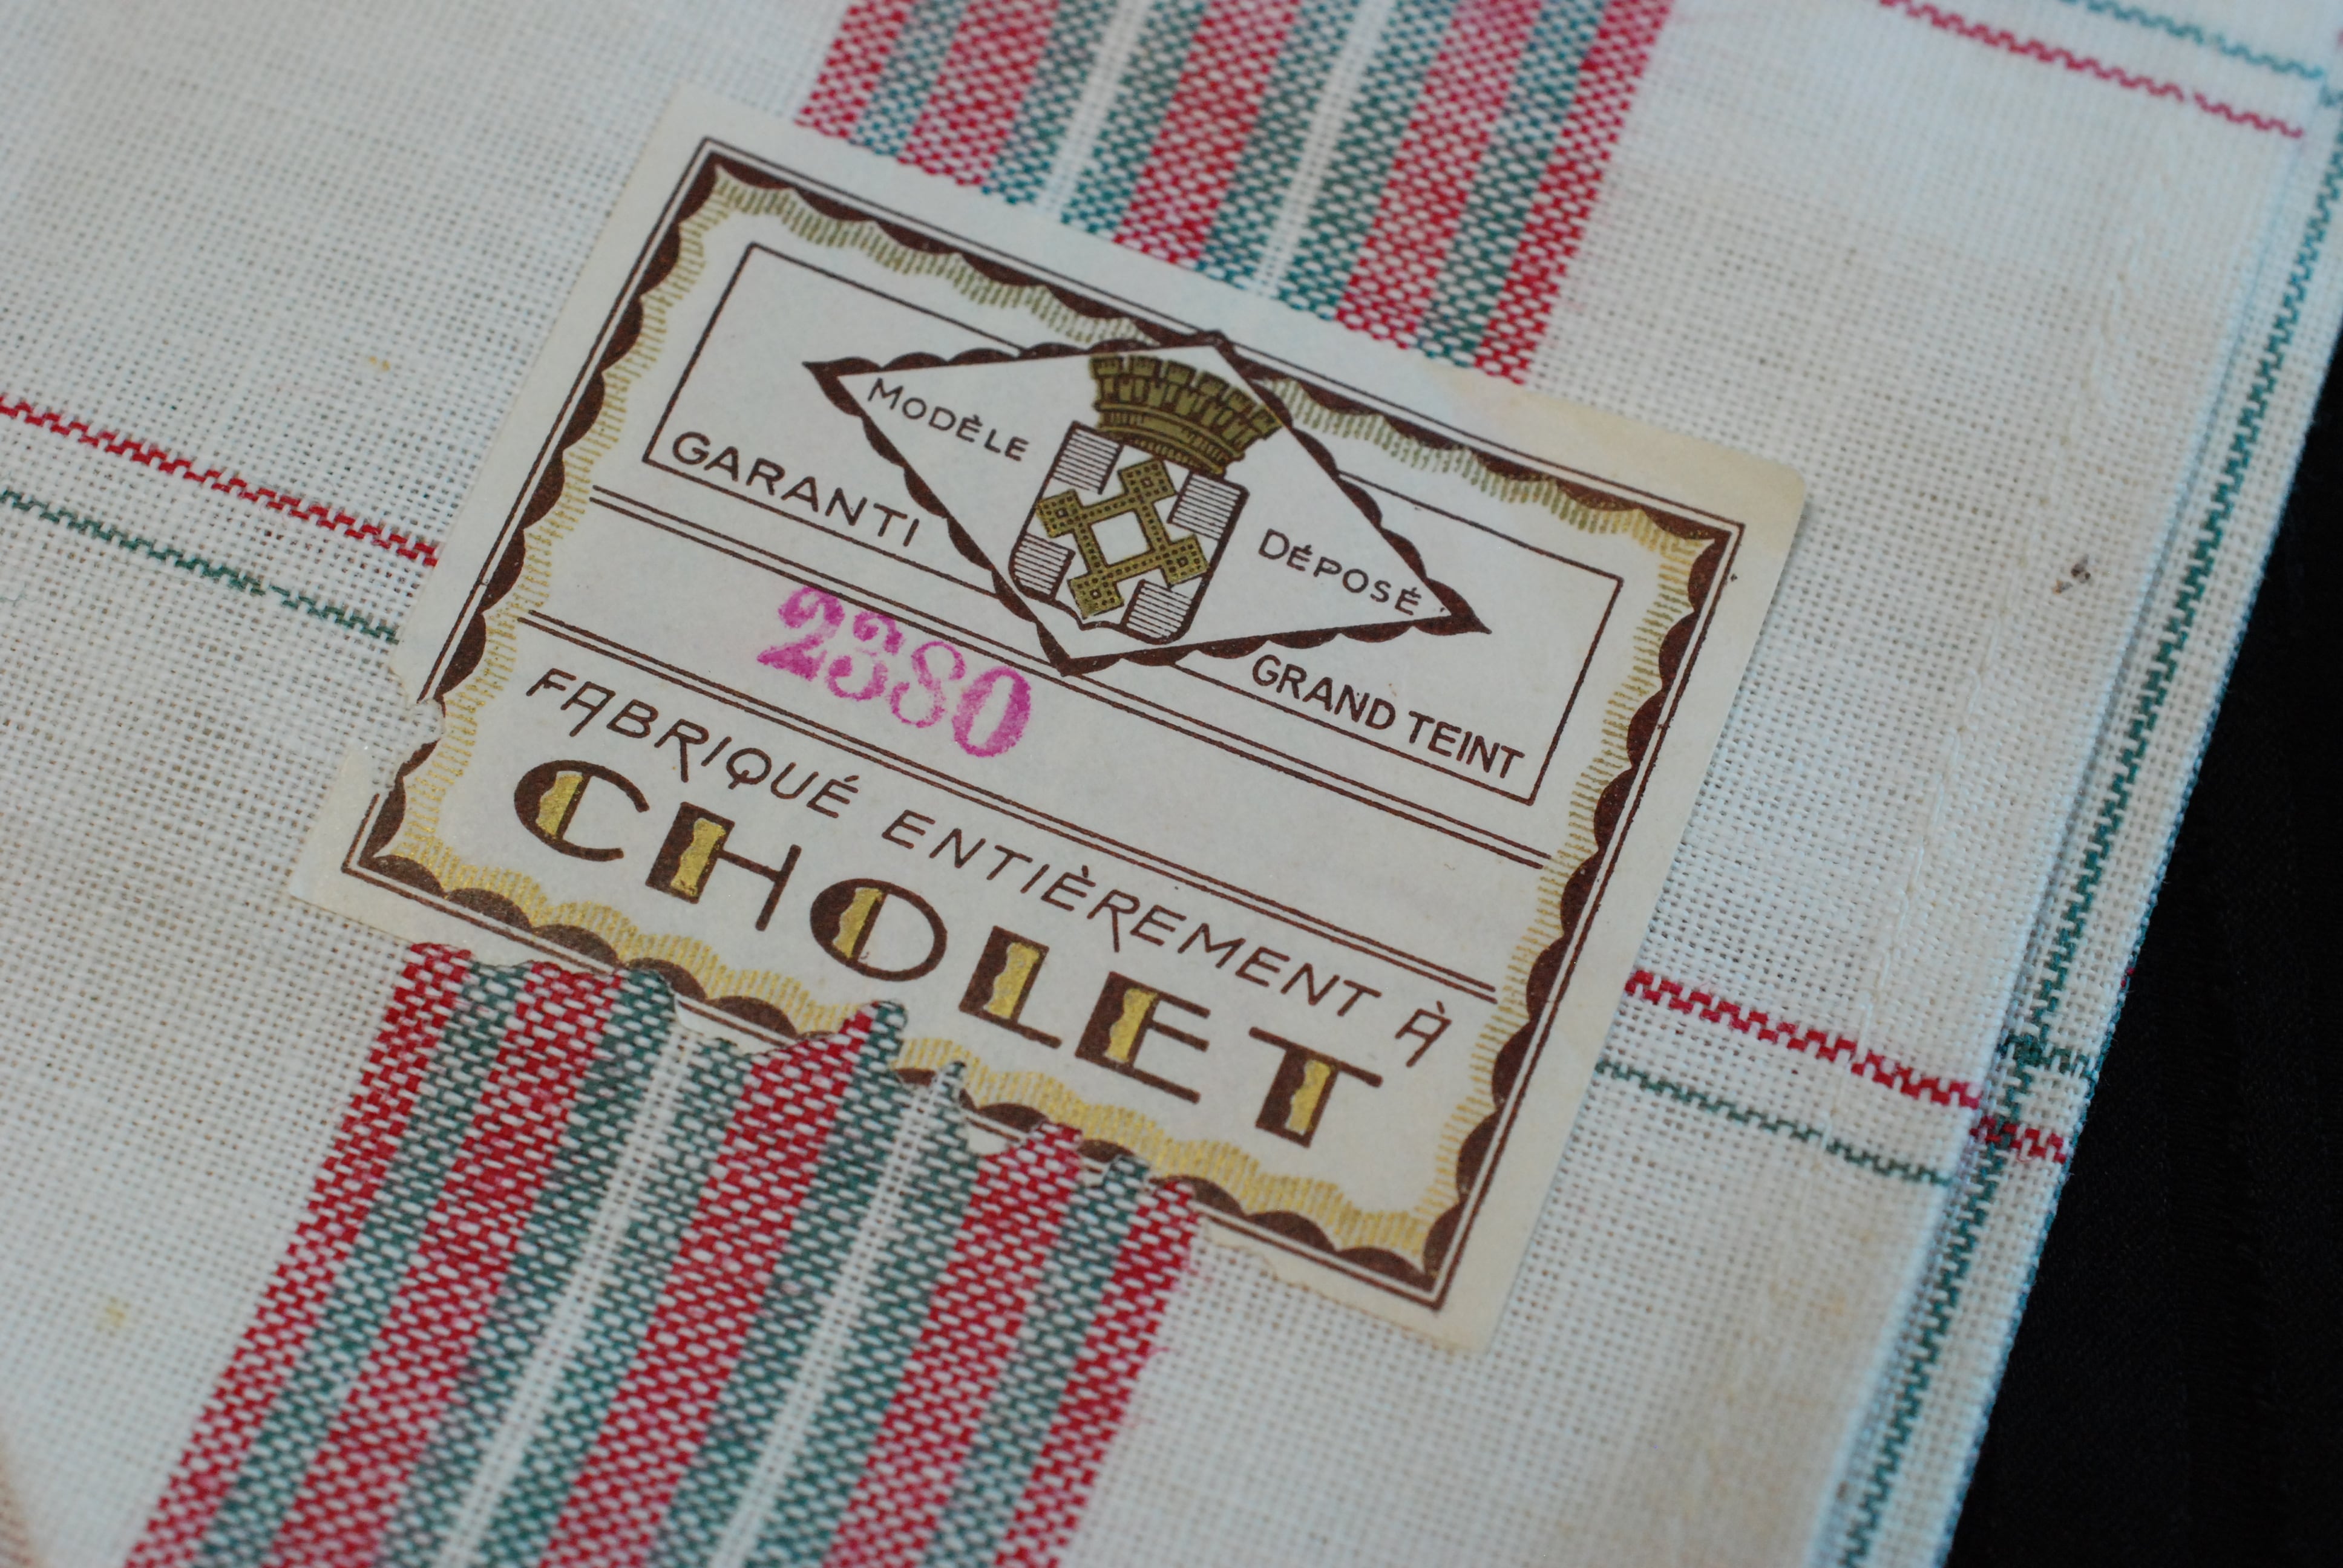 MODÈLE DÉPOSÉ
GARANTI GRAND TEINT
2380
FABRIQUÉ ENTIÈREMENT À
CHOLET